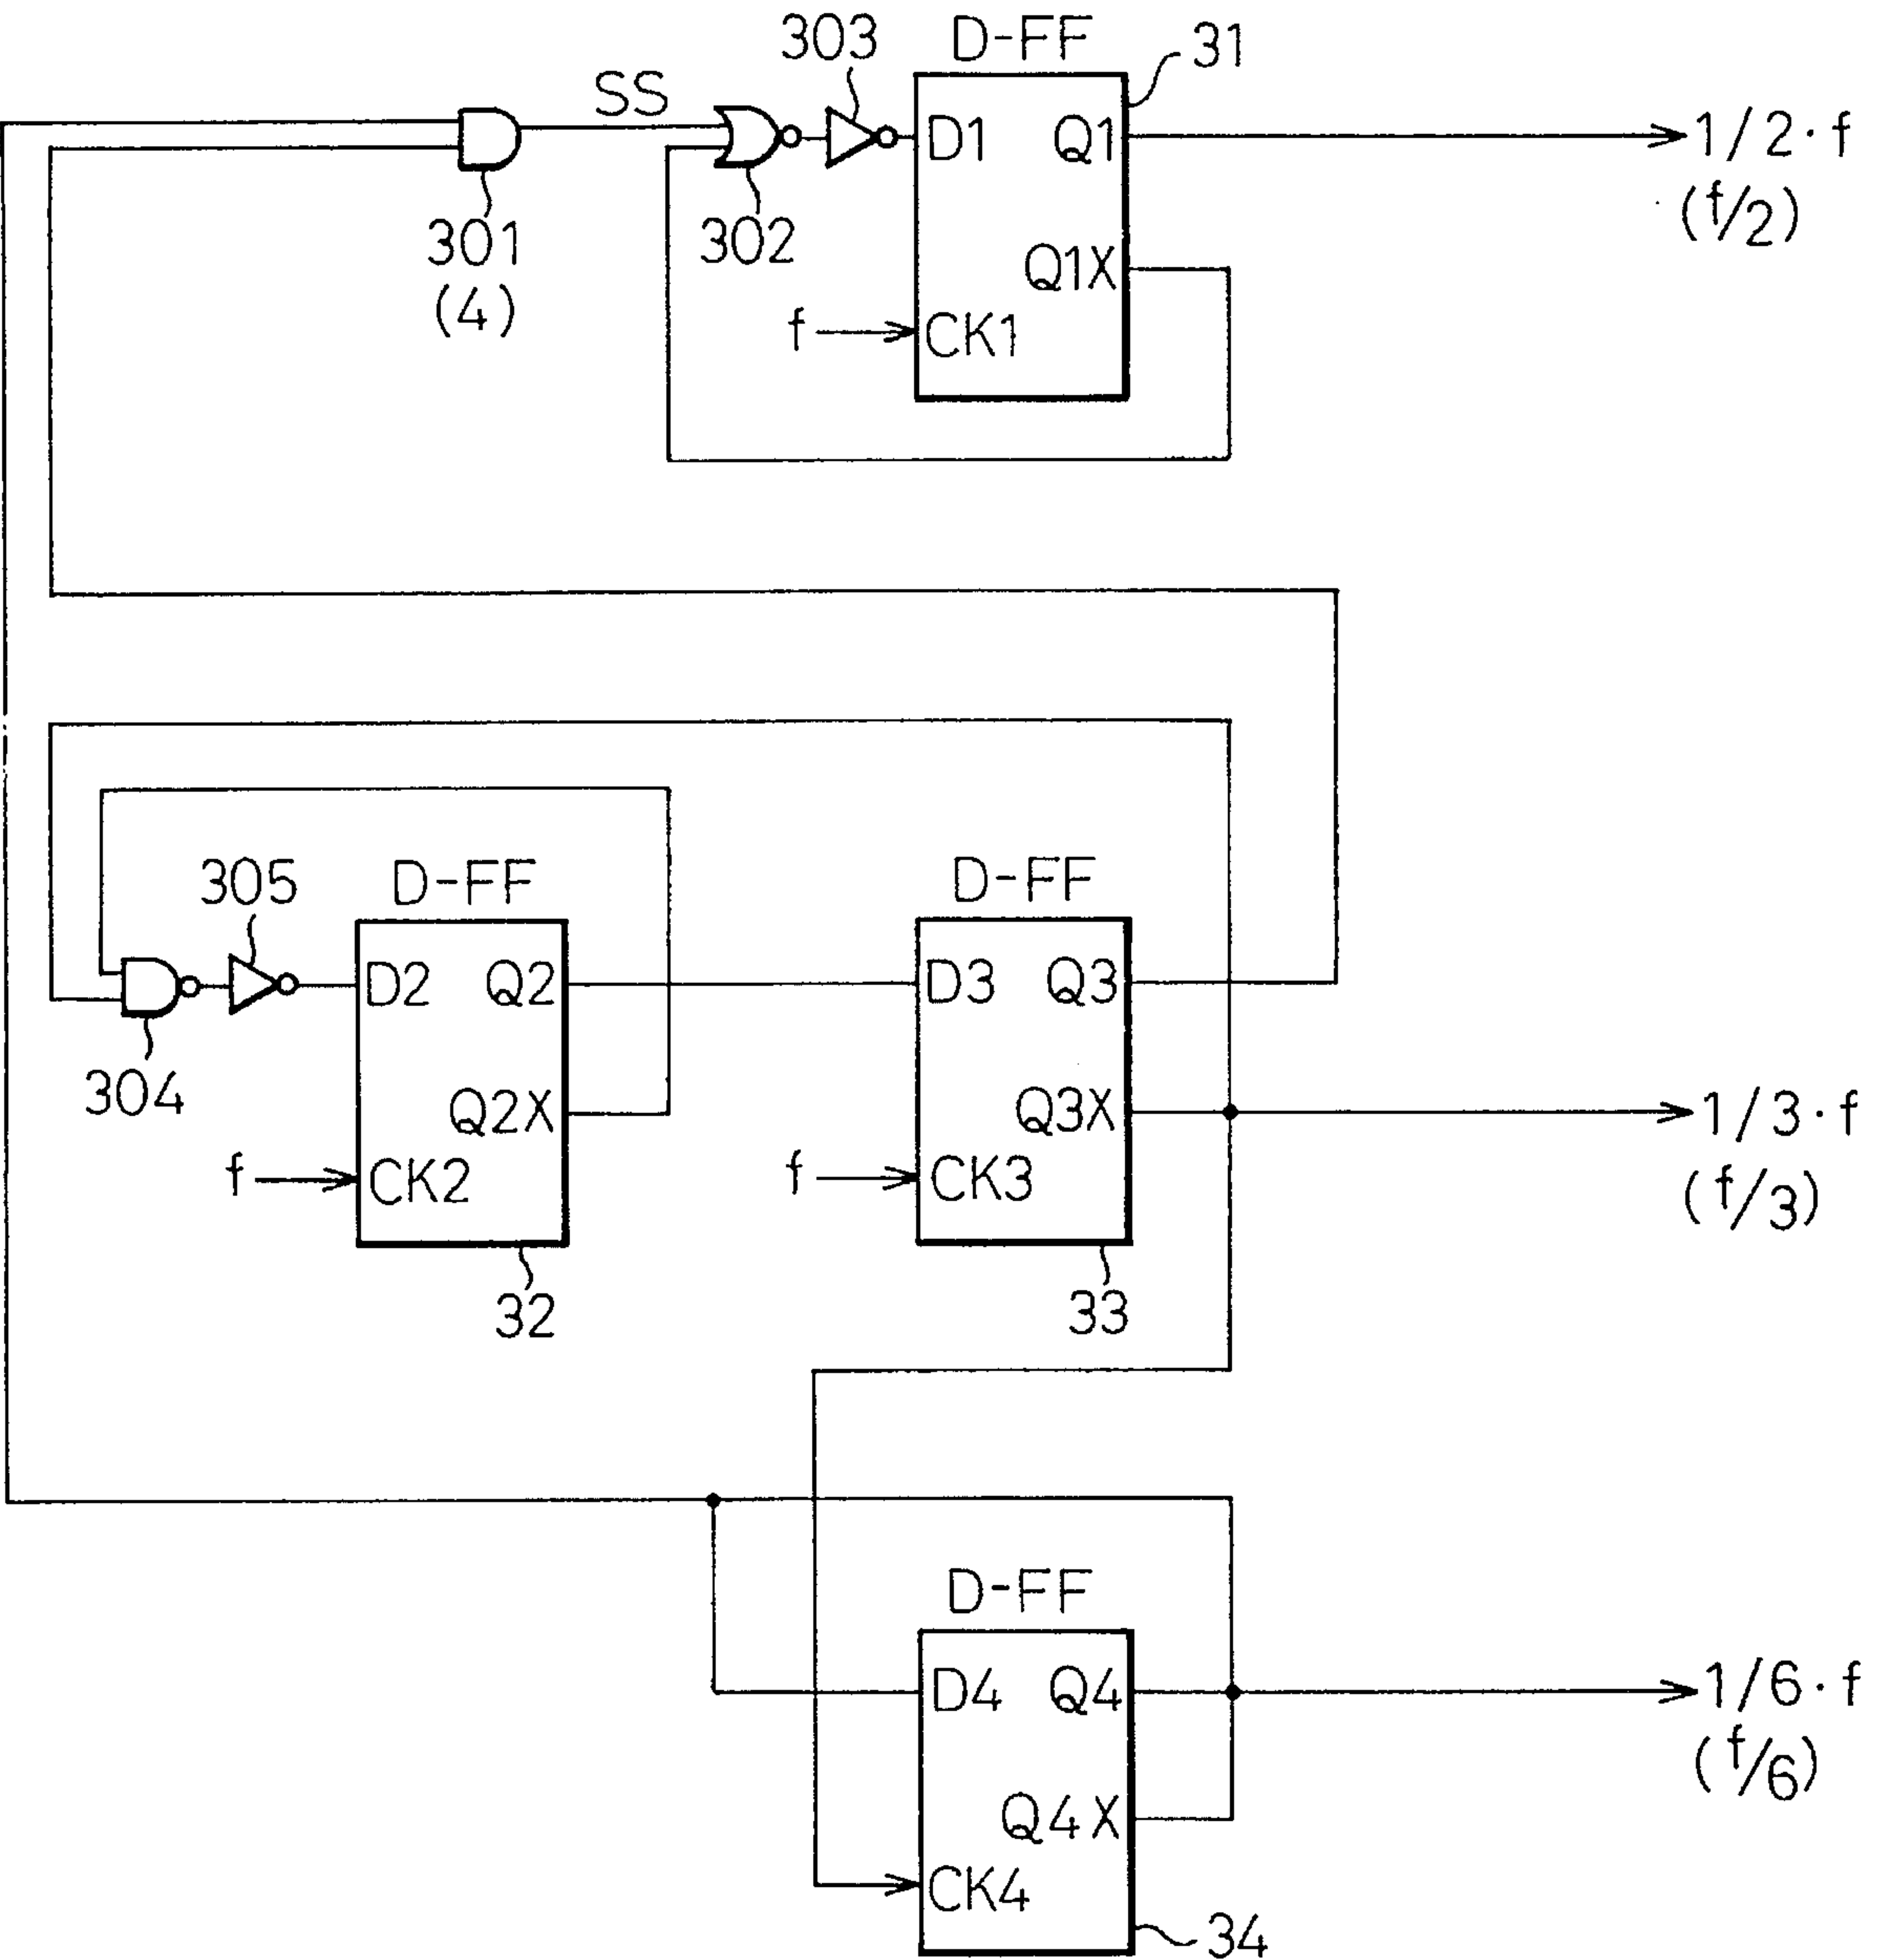 303
D-FF
31
SS
D1
Q1
1/2·f
(f/2)
301
(4)
302
Q1X
f
CK1
305
D-FF
D-FF
D2
Q2
D3
Q3
304
Q2X
Q3X
1/3·f
(f/3)
f
CK2
f
CK3
32
33
D-FF
D4
Q4
1/6·f
(f/6)
Q4X
CK4
34